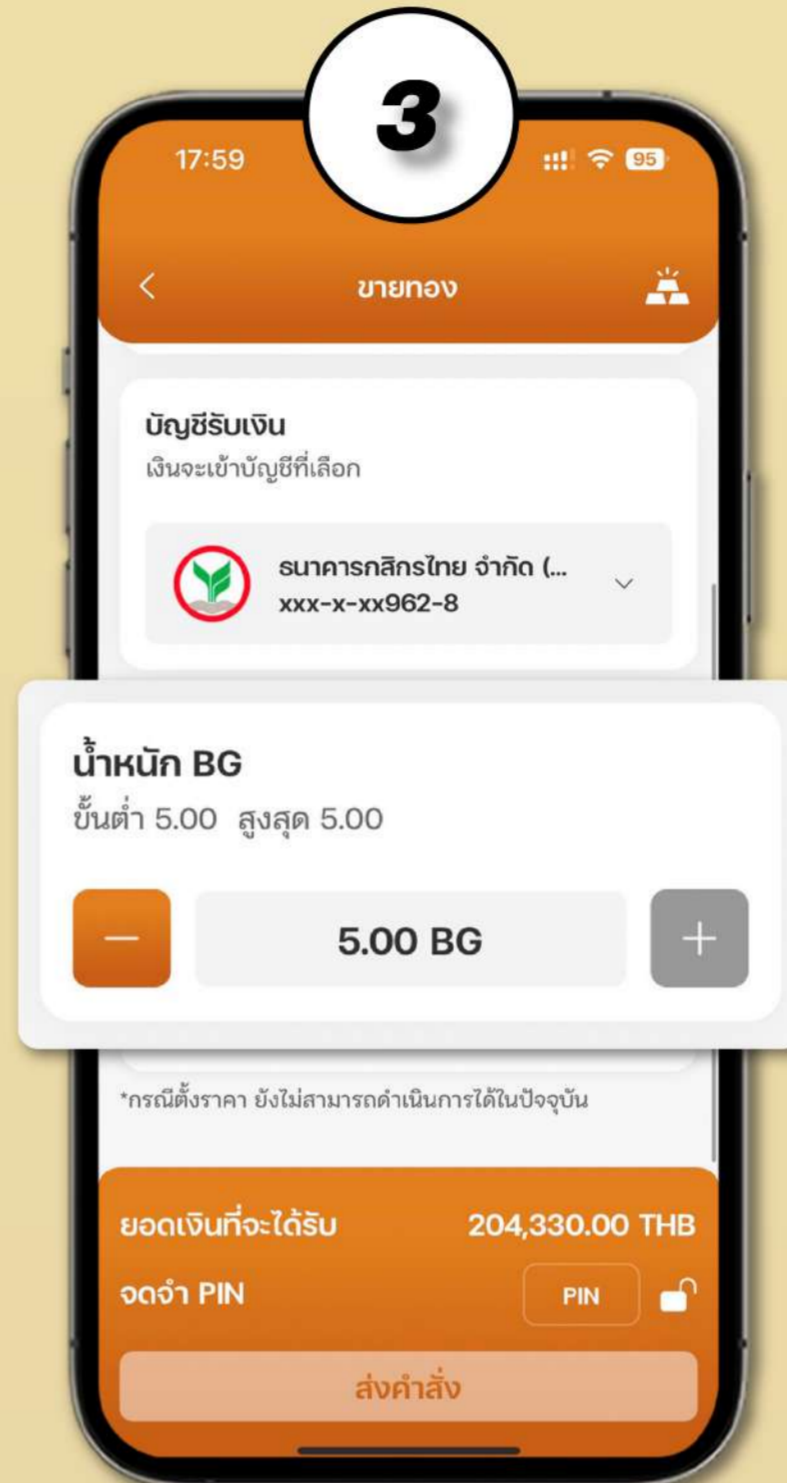 3
17:59
95
ขายทอง
บัญชีรับเงิน
เงินจะเข้าบัญชีที่เลือก
ธนาคารกสิกรไทย จำกัด (...
xxx-x-xx962-8
น้ำหนัก BG
ขั้นต่ำ 5.00 สูงสุด 5.00
5.00 BG
*กรณีตั้งราคา ยังไม่สามารถดำเนินการได้ในปัจจุบัน
ยอดเงินที่จะได้รับ 204,330.00 THB
จดจำ PIN PIN
ส่งคำสั่ง